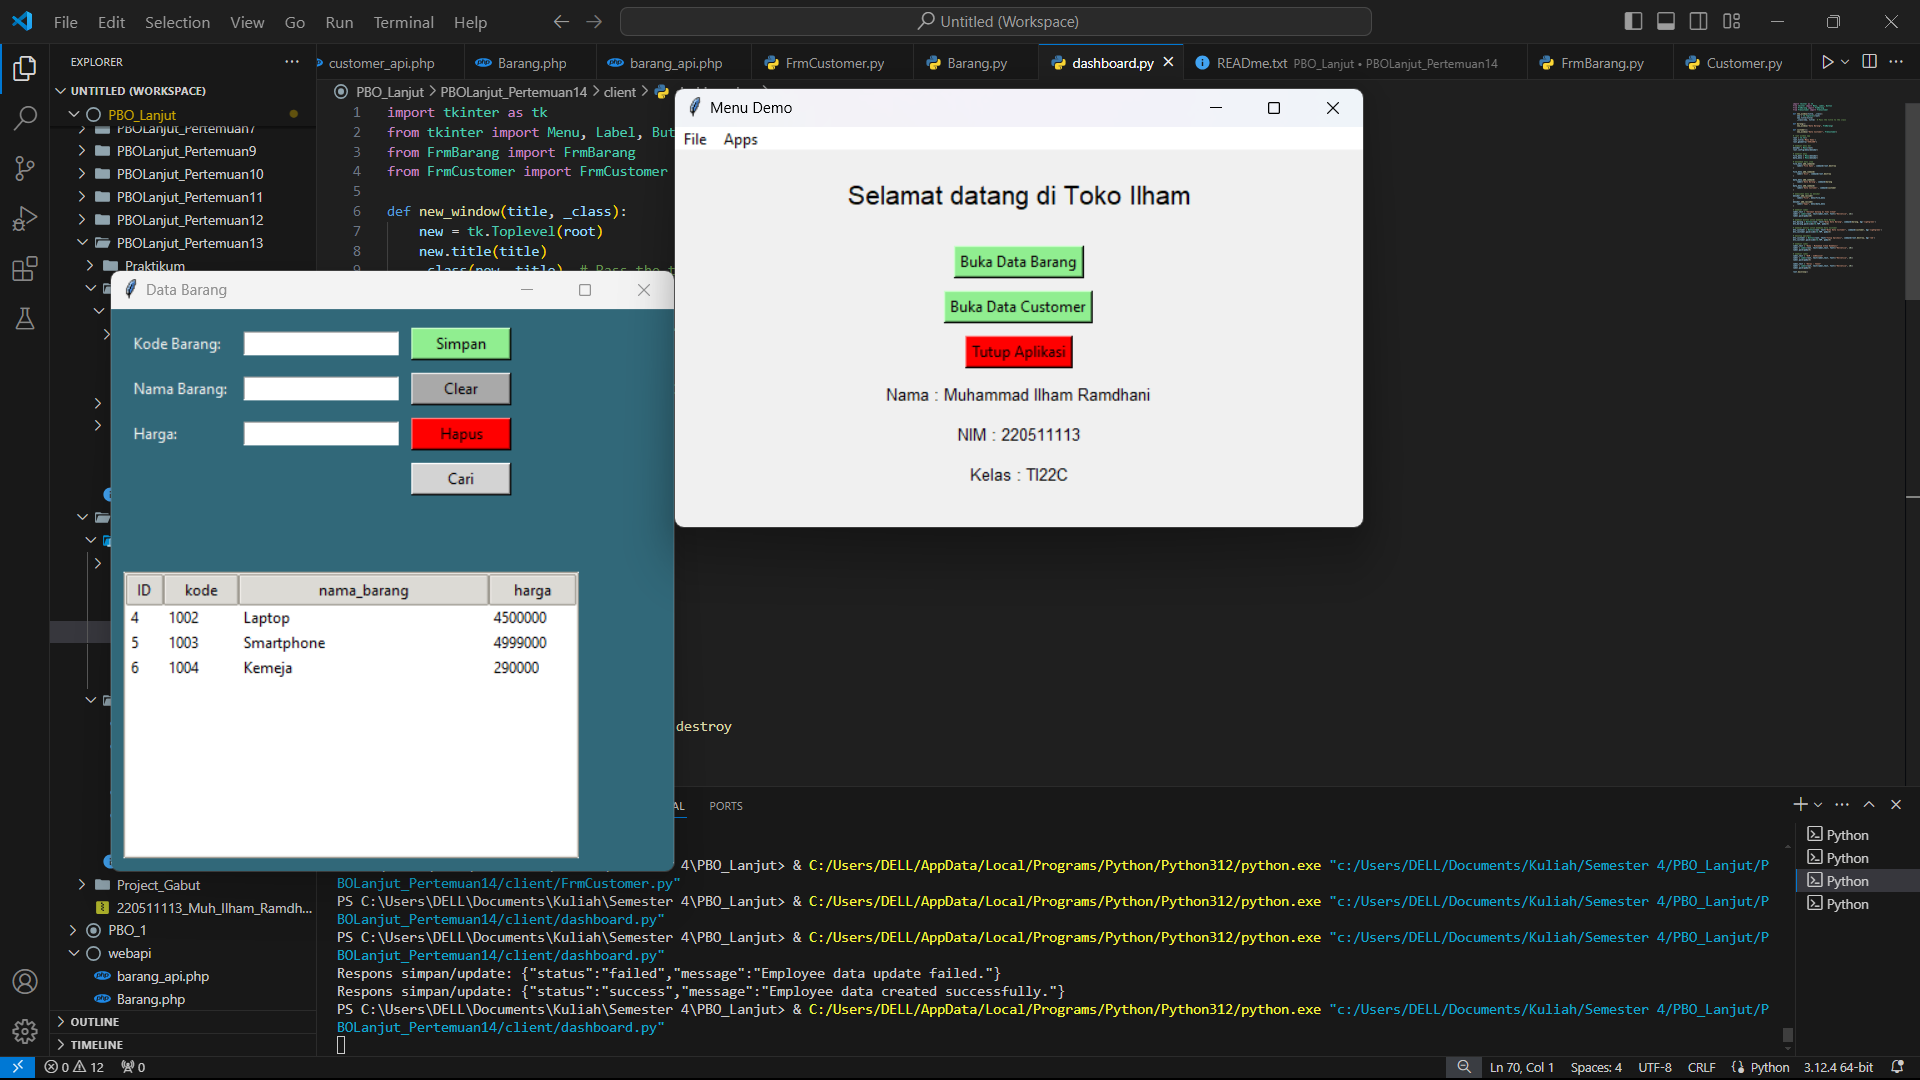 File Edit Selection View Go Run Terminal Help
Untitled (Workspace)
EXPLORER
customer_api.php Barang.php barang_api.php FrmCustomer.py Barang.py dashboard.py READme.txt PBO_Lanjut • PBOLanjut_Pertemuan14 FrmBarang.py Customer.py
UNTITLED (WORKSPACE)
PBO_Lanjut
PBOLanjut_Pertemuan7
PBOLanjut_Pertemuan9
PBOLanjut_Pertemuan10
PBOLanjut_Pertemuan11
PBOLanjut_Pertemuan12
PBOLanjut_Pertemuan13
Praktikum
PBO_Lanjut > PBOLanjut_Pertemuan14 > client >
1 import tkinter as tk
2 from tkinter import Menu, Label, But
3 from FrmBarang import FrmBarang
4 from FrmCustomer import FrmCustomer
5
6 def new_window(title, _class):
7 new = tk.Toplevel(root)
8 new.title(title)
9 _class(new, title) # Pass the t
destroy
Menu Demo
File Apps
Selamat datang di Toko Ilham
Buka Data Barang
Buka Data Customer
Tutup Aplikasi
Nama : Muhammad Ilham Ramdhani
NIM : 220511113
Kelas : TI22C
Data Barang
Kode Barang: Simpan
Nama Barang: Clear
Harga: Hapus
Cari
ID kode nama_barang harga
4 1002 Laptop 4500000
5 1003 Smartphone 4999000
6 1004 Kemeja 290000
Project_Gabut
220511113_Muh_Ilham_Ramdh...
PBO_1
webapi
barang_api.php
Barang.php
OUTLINE
TIMELINE
AL PORTS
4\PBO_Lanjut> & C:/Users/DELL/AppData/Local/Programs/Python/Python312/python.exe "c:/Users/DELL/Documents/Kuliah/Semester 4/PBO_Lanjut/P
BOLanjut_Pertemuan14/client/FrmCustomer.py"
PS C:\Users\DELL\Documents\Kuliah\Semester 4\PBO_Lanjut> & C:/Users/DELL/AppData/Local/Programs/Python/Python312/python.exe "c:/Users/DELL/Documents/Kuliah/Semester 4/PBO_Lanjut/P
BOLanjut_Pertemuan14/client/dashboard.py"
PS C:\Users\DELL\Documents\Kuliah\Semester 4\PBO_Lanjut> & C:/Users/DELL/AppData/Local/Programs/Python/Python312/python.exe "c:/Users/DELL/Documents/Kuliah/Semester 4/PBO_Lanjut/P
BOLanjut_Pertemuan14/client/dashboard.py"
Respons simpan/update: {"status":"failed","message":"Employee data update failed."}
Respons simpan/update: {"status":"success","message":"Employee data created successfully."}
PS C:\Users\DELL\Documents\Kuliah\Semester 4\PBO_Lanjut> & C:/Users/DELL/AppData/Local/Programs/Python/Python312/python.exe "c:/Users/DELL/Documents/Kuliah/Semester 4/PBO_Lanjut/P
BOLanjut_Pertemuan14/client/dashboard.py"
Python
Python
Python
Python
0 12 0 Ln 70, Col 1 Spaces: 4 UTF-8 CRLF Python 3.12.4 64-bit